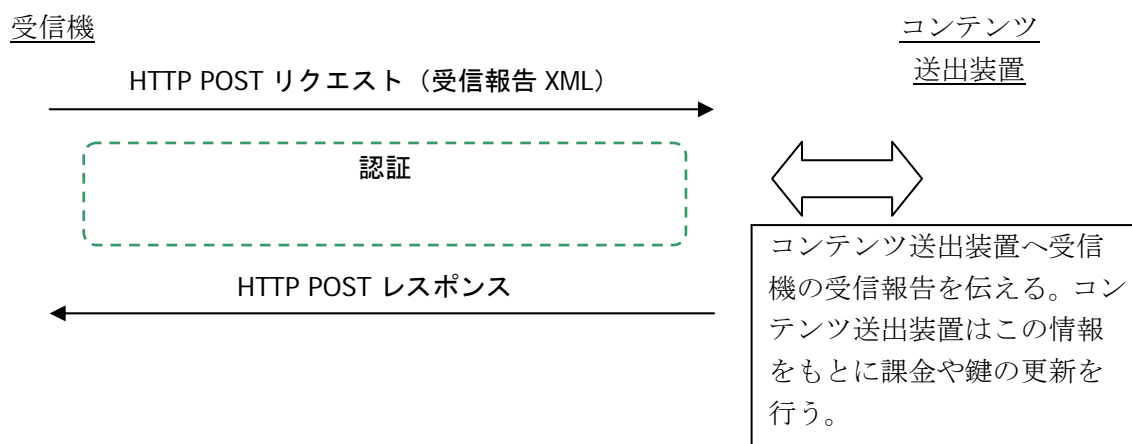 受信機
コンテンツ
送出装置
HTTP POST リクエスト（受信報告 XML）
認証
HTTP POST レスポンス
コンテンツ送出装置へ受信
機の受信報告を伝える。コン
テンツ送出装置はこの情報
をもとに課金や鍵の更新を
行う。